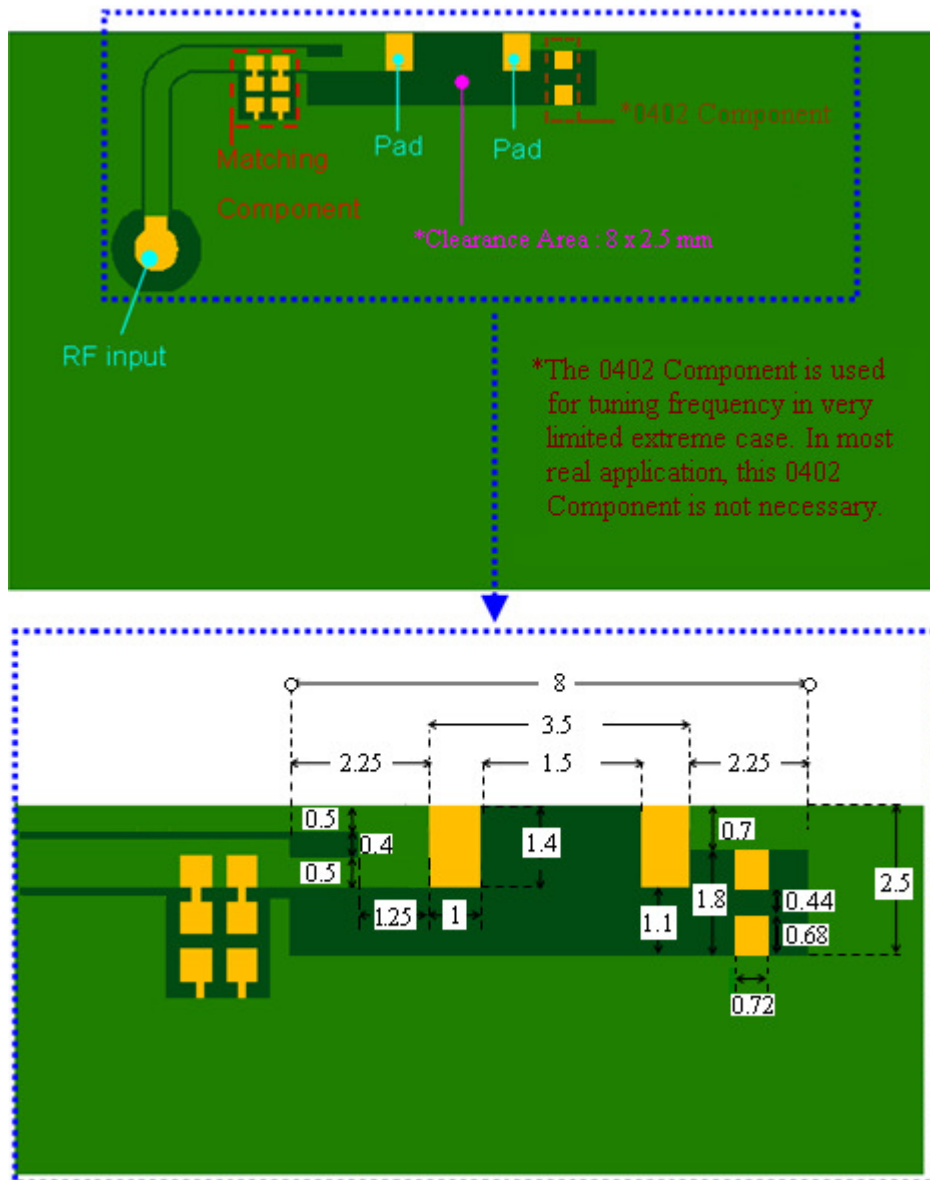 *0402 Component
Pad
Pad
Matching
Component
*Clearance Area : 8 x 2.5 mm
RF input
*The 0402 Component is used
for tuning frequency in very
limited extreme case. In most
real application, this 0402
Component is not necessary.
8
3.5
2.25
1.5
2.25
0.5
0.4
0.5
1.4
0.7
1.8
2.5
0.44
0.68
1.25
1
1.1
0.72